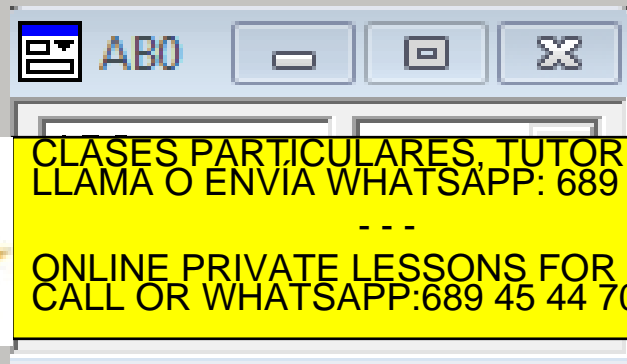 AB0
CLASES PARTICULARES, TUTOR
LLAMA O ENVÍA WHATSAPP: 689
- - -
ONLINE PRIVATE LESSONS FOR
CALL OR WHATSAPP:689 45 44 70